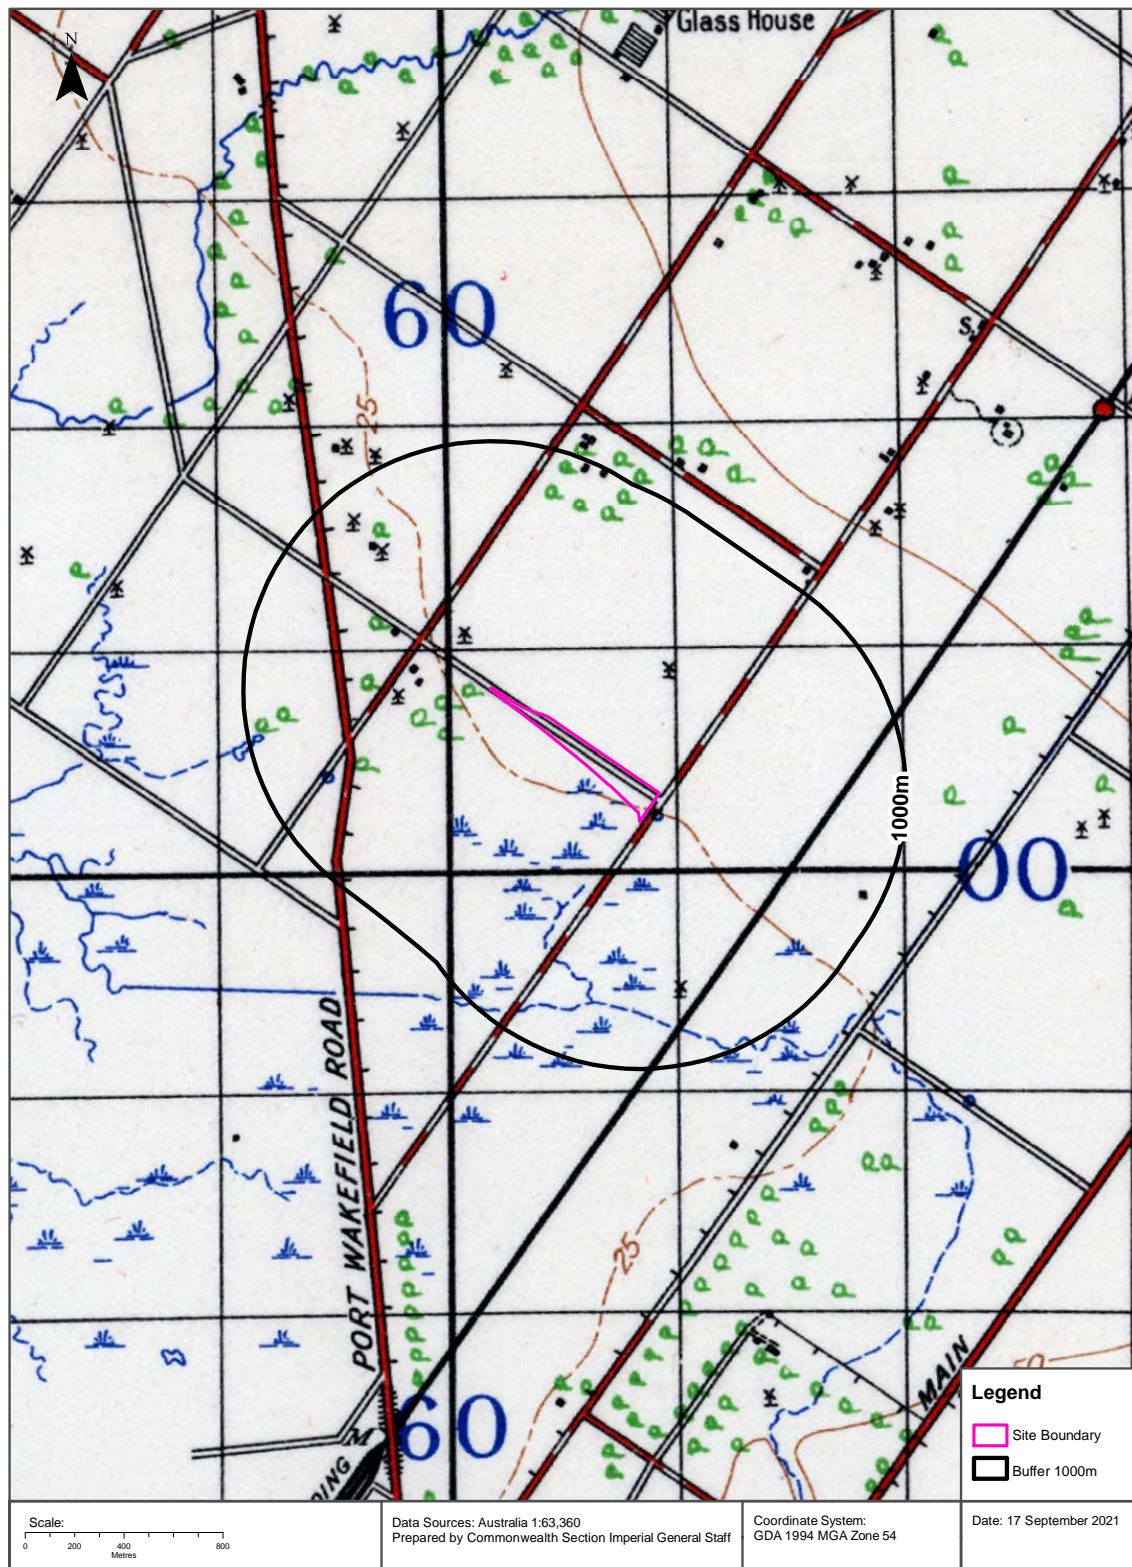 Glass House
N
60
25
S
1000m
00
PORT WAKEFIELD ROAD
25
MAIN
60
M
DING
50
Legend
Site Boundary
Buffer 1000m
Scale:
0 200 400 800
Metres
Data Sources: Australia 1:63,360
Prepared by Commonwealth Section Imperial General Staff
Coordinate System:
GDA 1994 MGA Zone 54
Date: 17 September 2021